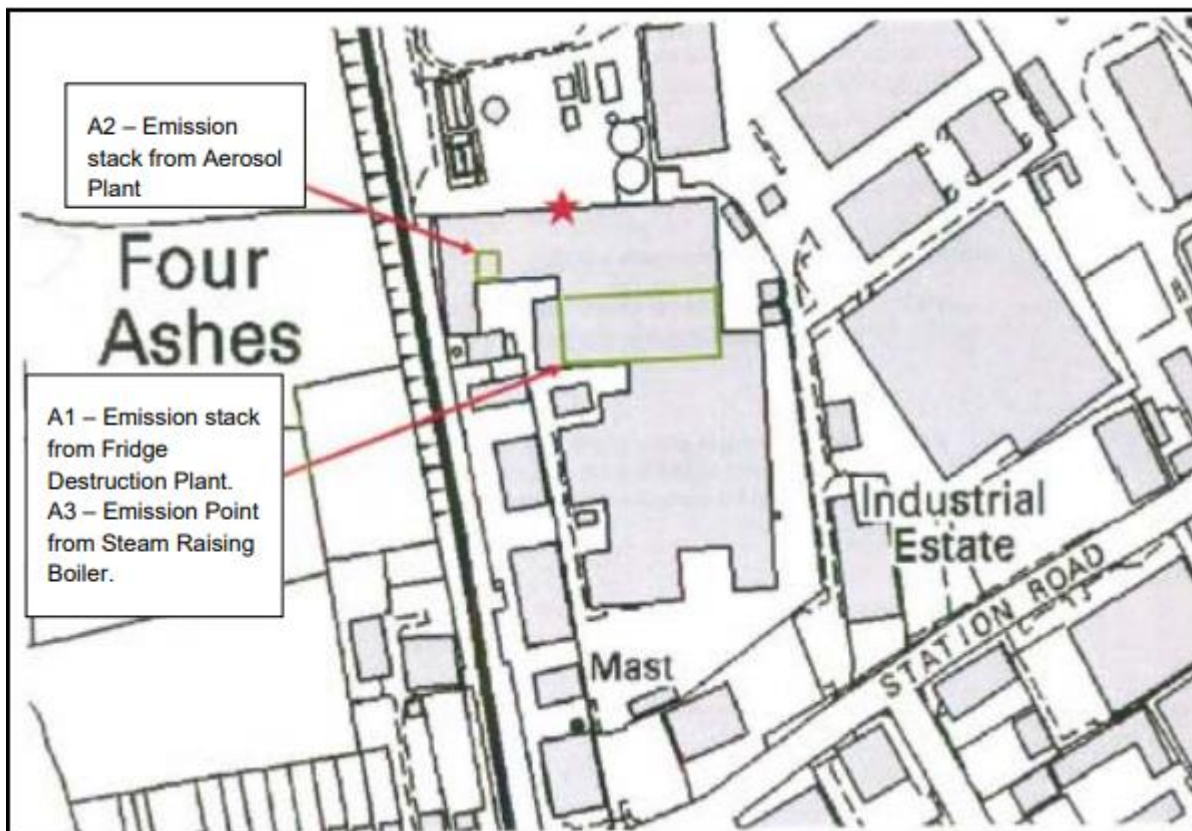 A2 – Emission
stack from Aerosol
Plant
Four
Ashes
A1 – Emission stack
from Fridge
Destruction Plant.
A3 – Emission Point
from Steam Raising
Boiler.
Industrial
Estate
STATION ROAD
Mast